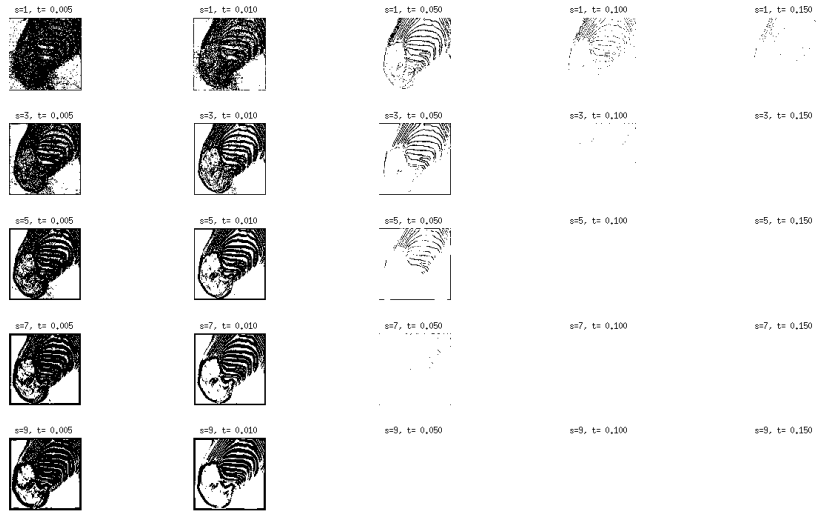 s=1, t= 0.005 s=1, t= 0.010 s=1, t= 0.050 s=1, t= 0.100 s=1, t= 0.150
s=3, t= 0.005 s=3, t= 0.010 s=3, t= 0.050 s=3, t= 0.100 s=3, t= 0.150
s=5, t= 0.005 s=5, t= 0.010 s=5, t= 0.050 s=5, t= 0.100 s=5, t= 0.150
s=7, t= 0.005 s=7, t= 0.010 s=7, t= 0.050 s=7, t= 0.100 s=7, t= 0.150
s=9, t= 0.005 s=9, t= 0.010 s=9, t= 0.050 s=9, t= 0.100 s=9, t= 0.150